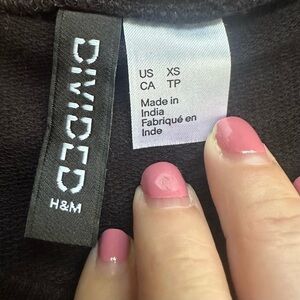 DIVIDED
H&M
US XS
CA TP
Made in
India
Fabriqué en
Inde